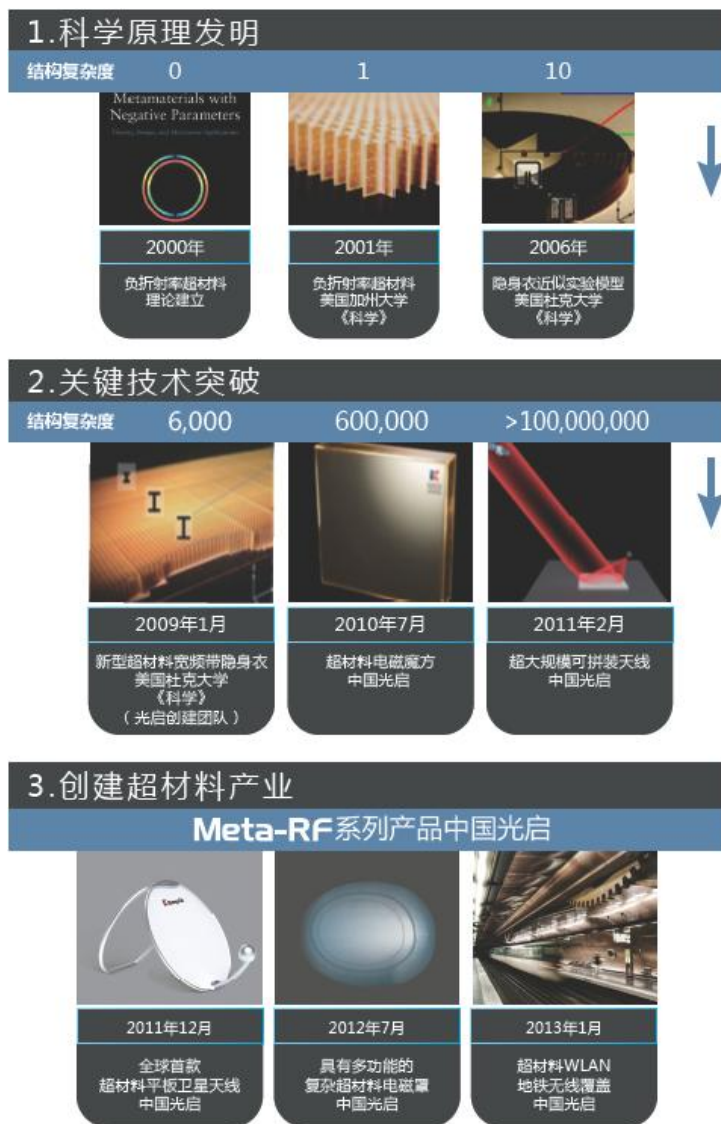 1.科学原理发明
结构复杂度 0 1 10
Metamaterials with
Negative Parameters
2000年 2001年 2006年
负折射率超材料
理论建立
负折射率超材料
美国加州大学
《科学》
隐身衣近似实验模型
美国杜克大学
《科学》
2.关键技术突破
结构复杂度 6,000 600,000 >100,000,000
2009年1月 2010年7月 2011年2月
新型超材料宽频带隐身衣
美国杜克大学
《科学》
（光启创建团队）
超材料电磁魔方
中国光启
超大规模可拼装天线
中国光启
3.创建超材料产业
Meta-RF系列产品中国光启
2011年12月 2012年7月 2013年1月
全球首款
超材料平板卫星天线
中国光启
具有多功能的
复杂超材料电磁罩
中国光启
超材料WLAN
地铁无线覆盖
中国光启